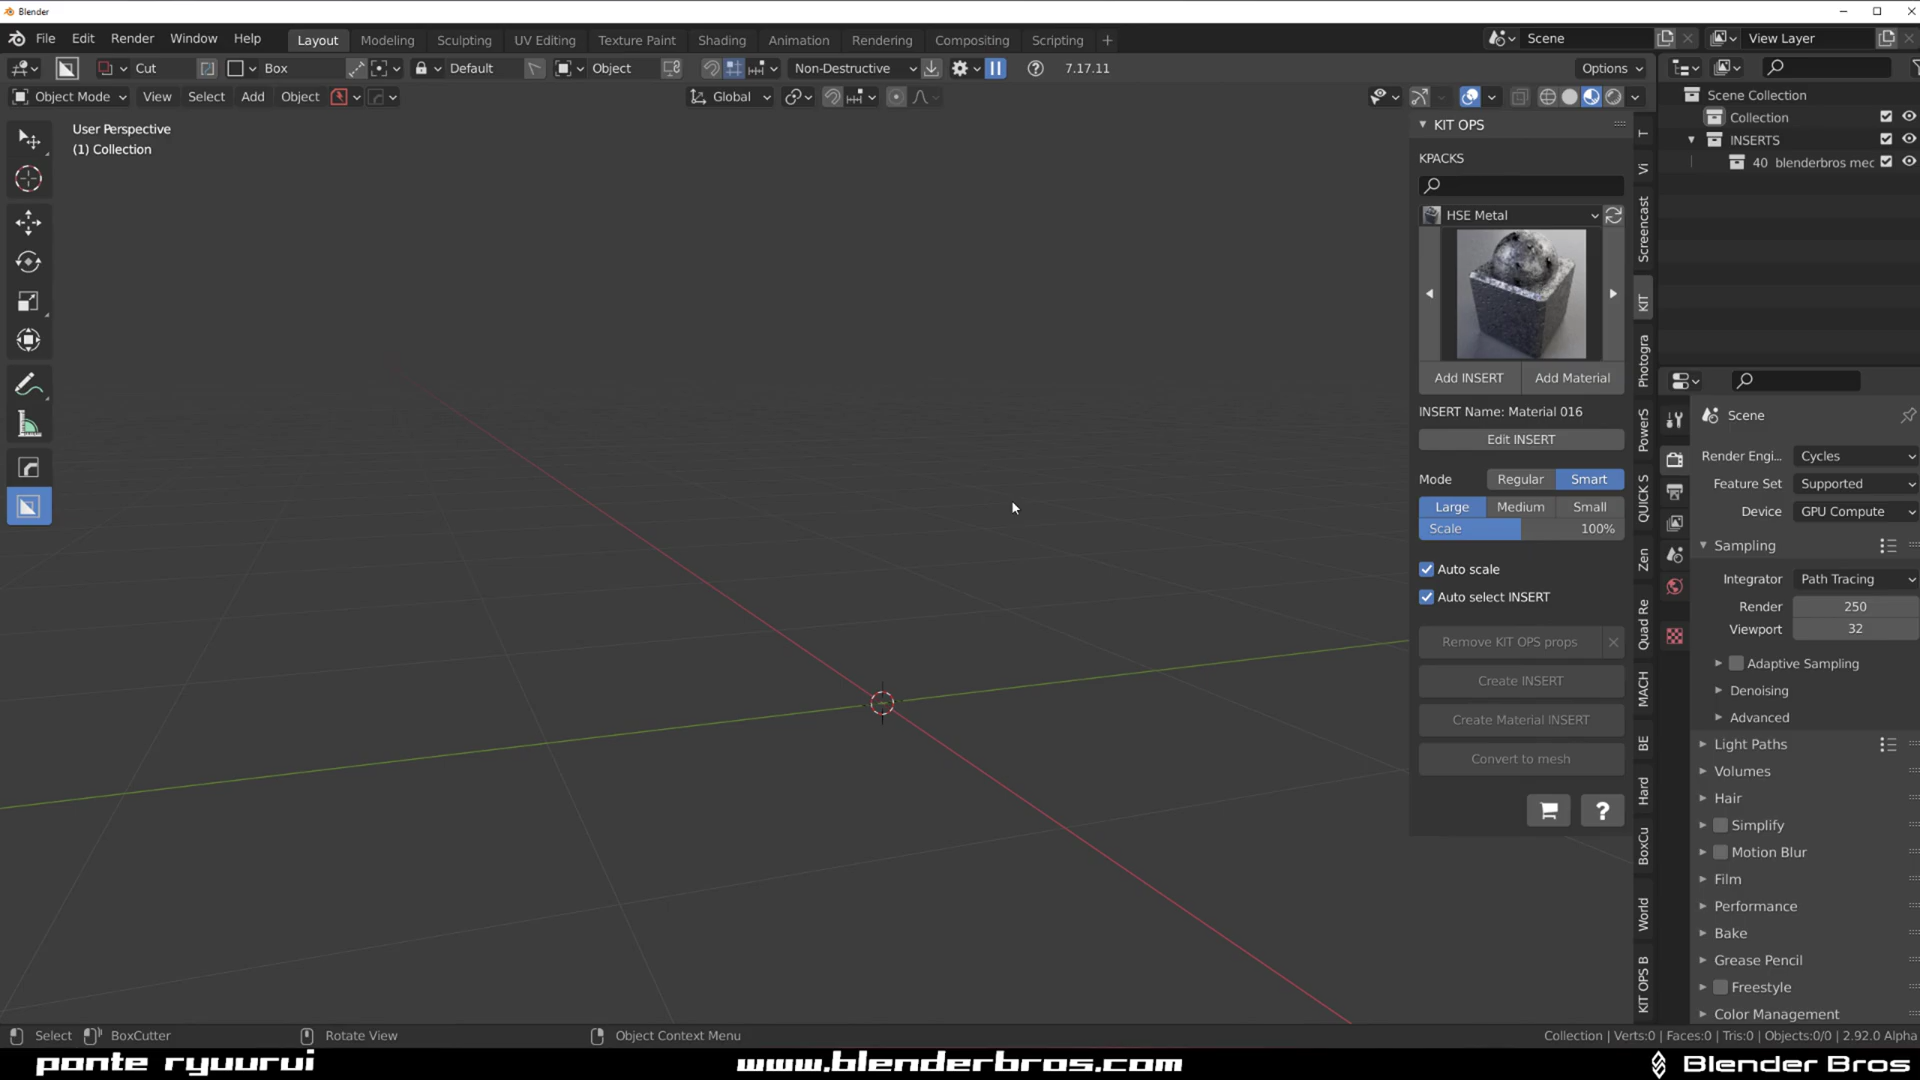 Blender
File Edit Render Window Help Layout Modeling Sculpting UV Editing Texture Paint Shading Animation Rendering Compositing Scripting + Scene View Layer
Cut Box Default Object Non-Destructive 7.17.11 Options
Object Mode View Select Add Object Global
User Perspective
(1) Collection
KIT OPS
KPACKS
HSE Metal
Add INSERT Add Material
INSERT Name: Material 016
Edit INSERT
Mode Regular Smart
Large Medium Small
Scale 100%
Auto scale
Auto select INSERT
Remove KIT OPS props
Create INSERT
Create Material INSERT
Convert to mesh
?
T
Vi
Screencast
KIT
Photogra
PowerS
QUICK S
Zen
Quad Re
MACH
BE
Hard
BoxCu
World
KIT OPS B
Scene Collection
Collection
INSERTS
40 blenderbros mec
Scene
Render Engi... Cycles
Feature Set Supported
Device GPU Compute
Sampling
Integrator Path Tracing
Render 250
Viewport 32
Adaptive Sampling
Denoising
Advanced
Light Paths
Volumes
Hair
Simplify
Motion Blur
Film
Performance
Bake
Grease Pencil
Freestyle
Color Management
Select BoxCutter Rotate View Object Context Menu Collection | Verts:0 | Faces:0 | Tris:0 | Objects:0/0 | 2.92.0 Alpha
ponte ryuurui www.blenderbros.com Blender Bros